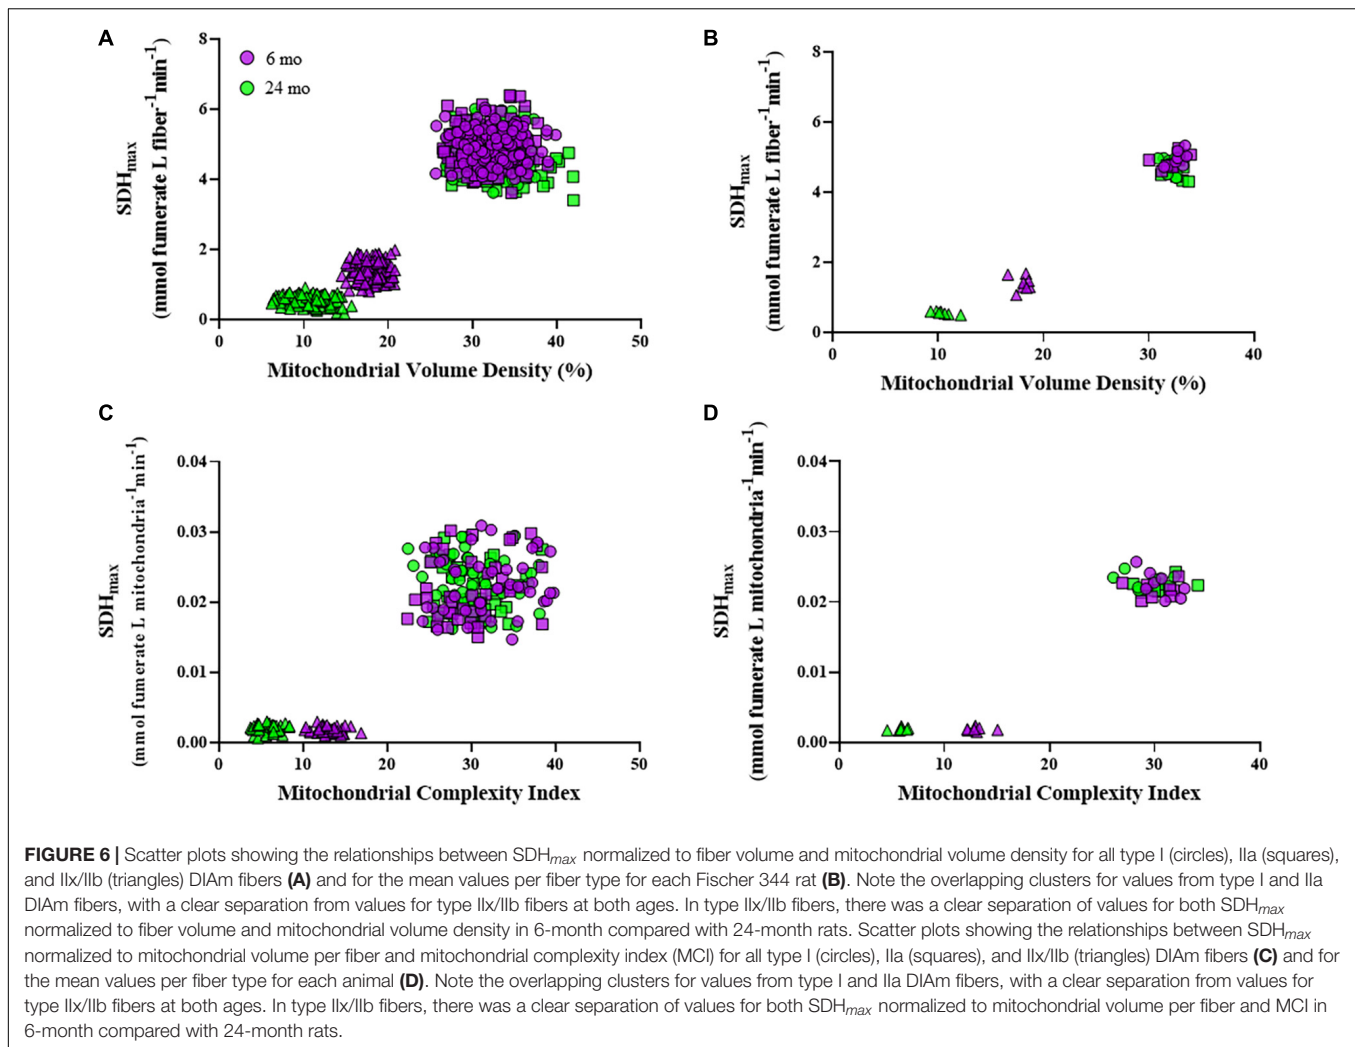 A
SDHmax
(mmol fumerate L fiber-1min-1)
8
6
4
2
0
6 mo
24 mo
0 10 20 30 40 50
Mitochondrial Volume Density (%)
B
SDHmax
(mmol fumerate L fiber-1min-1)
8
6
4
2
0
0 10 20 30 40
Mitochondrial Volume Density (%)
C
SDHmax
(mmol fumerate L mitochondria-1min-1)
0.04
0.03
0.02
0.01
0.00
0 10 20 30 40 50
Mitochondrial Complexity Index
D
SDHmax
(mmol fumerate L mitochondria-1min-1)
0.04
0.03
0.02
0.01
0.00
0 10 20 30 40
Mitochondrial Complexity Index
FIGURE 6 | Scatter plots showing the relationships between SDHmax normalized to fiber volume and mitochondrial volume density for all type I (circles), IIa (squares),
and IIx/IIb (triangles) DIAm fibers (A) and for the mean values per fiber type for each Fischer 344 rat (B). Note the overlapping clusters for values from type I and IIa
DIAm fibers, with a clear separation from values for type IIx/IIb fibers at both ages. In type IIx/IIb fibers, there was a clear separation of values for both SDHmax
normalized to fiber volume and mitochondrial volume density in 6-month compared with 24-month rats. Scatter plots showing the relationships between SDHmax
normalized to mitochondrial volume per fiber and mitochondrial complexity index (MCI) for all type I (circles), IIa (squares), and IIx/IIb (triangles) DIAm fibers (C) and for
the mean values per fiber type for each animal (D). Note the overlapping clusters for values from type I and IIa DIAm fibers, with a clear separation from values for
type IIx/IIb fibers at both ages. In type IIx/IIb fibers, there was a clear separation of values for both SDHmax normalized to mitochondrial volume per fiber and MCI in
6-month compared with 24-month rats.